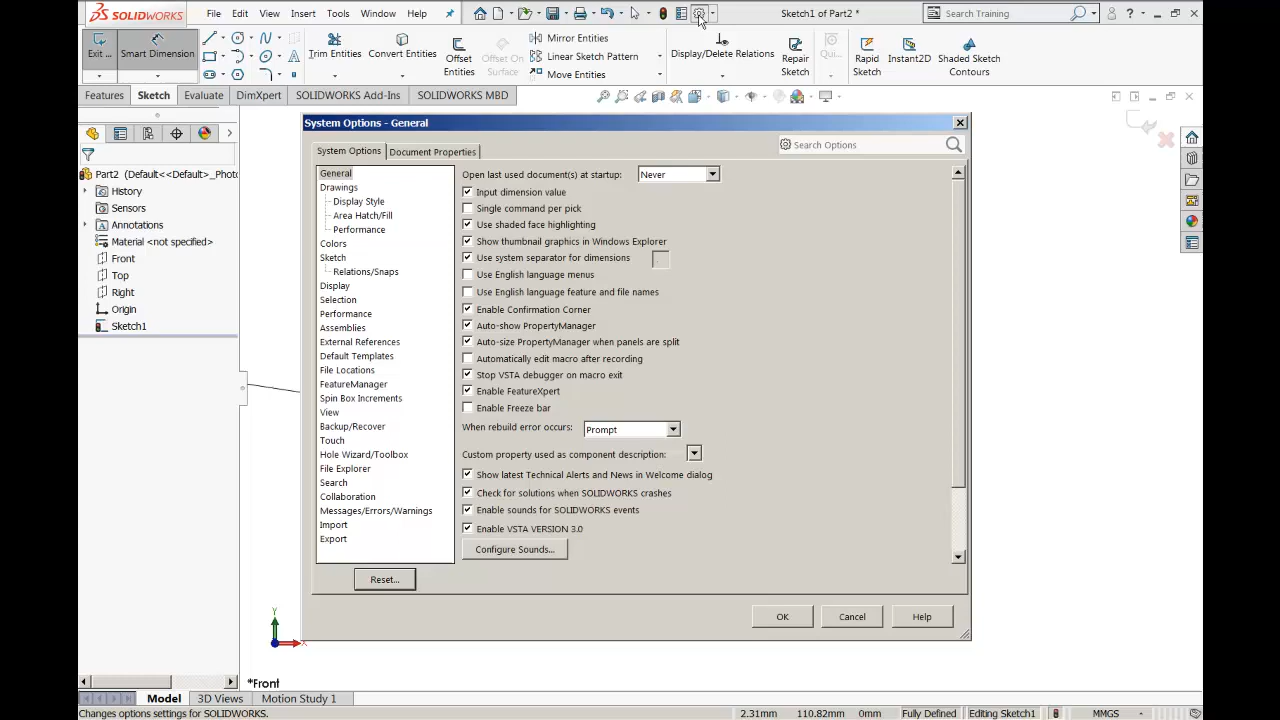 SOLIDWORKS File Edit View Insert Tools Window Help Sketch1 of Part2 * Search Training
Exit ... Smart Dimension Trim Entities Convert Entities Offset Entities Offset On Surface Mirror Entities Linear Sketch Pattern Move Entities Display/Delete Relations Repair Sketch Qui... Rapid Sketch Instant2D Shaded Sketch Contours
Features Sketch Evaluate DimXpert SOLIDWORKS Add-Ins SOLIDWORKS MBD
Part2 (Default<<Default>_Photo
History
Sensors
Annotations
Material <not specified>
Front
Top
Right
Origin
Sketch1
System Options - General
System Options Document Properties Search Options
General
Drawings
Display Style
Area Hatch/Fill
Performance
Colors
Sketch
Relations/Snaps
Display
Selection
Performance
Assemblies
External References
Default Templates
File Locations
FeatureManager
Spin Box Increments
View
Backup/Recover
Touch
Hole Wizard/Toolbox
File Explorer
Search
Collaboration
Messages/Errors/Warnings
Import
Export
Reset...
Open last used document(s) at startup: Never
Input dimension value
Single command per pick
Use shaded face highlighting
Show thumbnail graphics in Windows Explorer
Use system separator for dimensions
Use English language menus
Use English language feature and file names
Enable Confirmation Corner
Auto-show PropertyManager
Auto-size PropertyManager when panels are split
Automatically edit macro after recording
Stop VSTA debugger on macro exit
Enable FeatureXpert
Enable Freeze bar
When rebuild error occurs: Prompt
Custom property used as component description:
Show latest Technical Alerts and News in Welcome dialog
Check for solutions when SOLIDWORKS crashes
Enable sounds for SOLIDWORKS events
Enable VSTA VERSION 3.0
Configure Sounds...
OK Cancel Help
Y
X
*Front
Model 3D Views Motion Study 1
Changes options settings for SOLIDWORKS. 2.31mm 110.82mm 0mm Fully Defined Editing Sketch1 MMGS